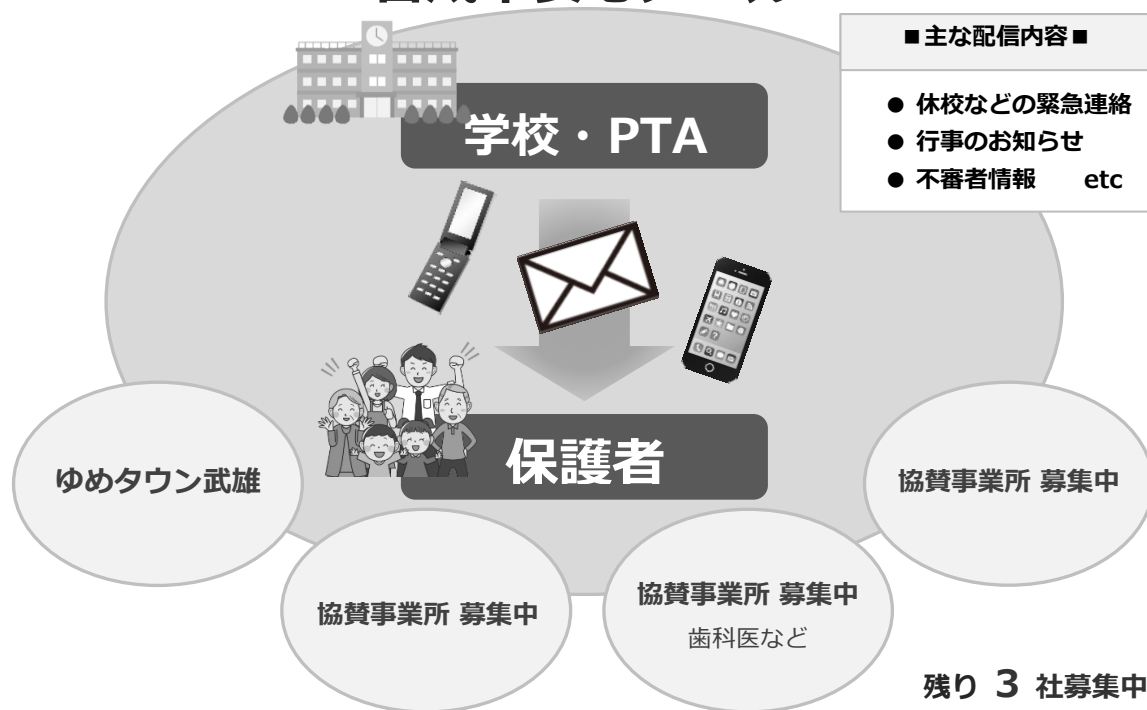 ■主な配信内容■
● 休校などの緊急連絡
● 行事のお知らせ
● 不審者情報 etc
学校・PTA
保護者
ゆめタウン武雄
協賛事業所 募集中
協賛事業所 募集中
協賛事業所 募集中
歯科医など
残り 3 社募集中